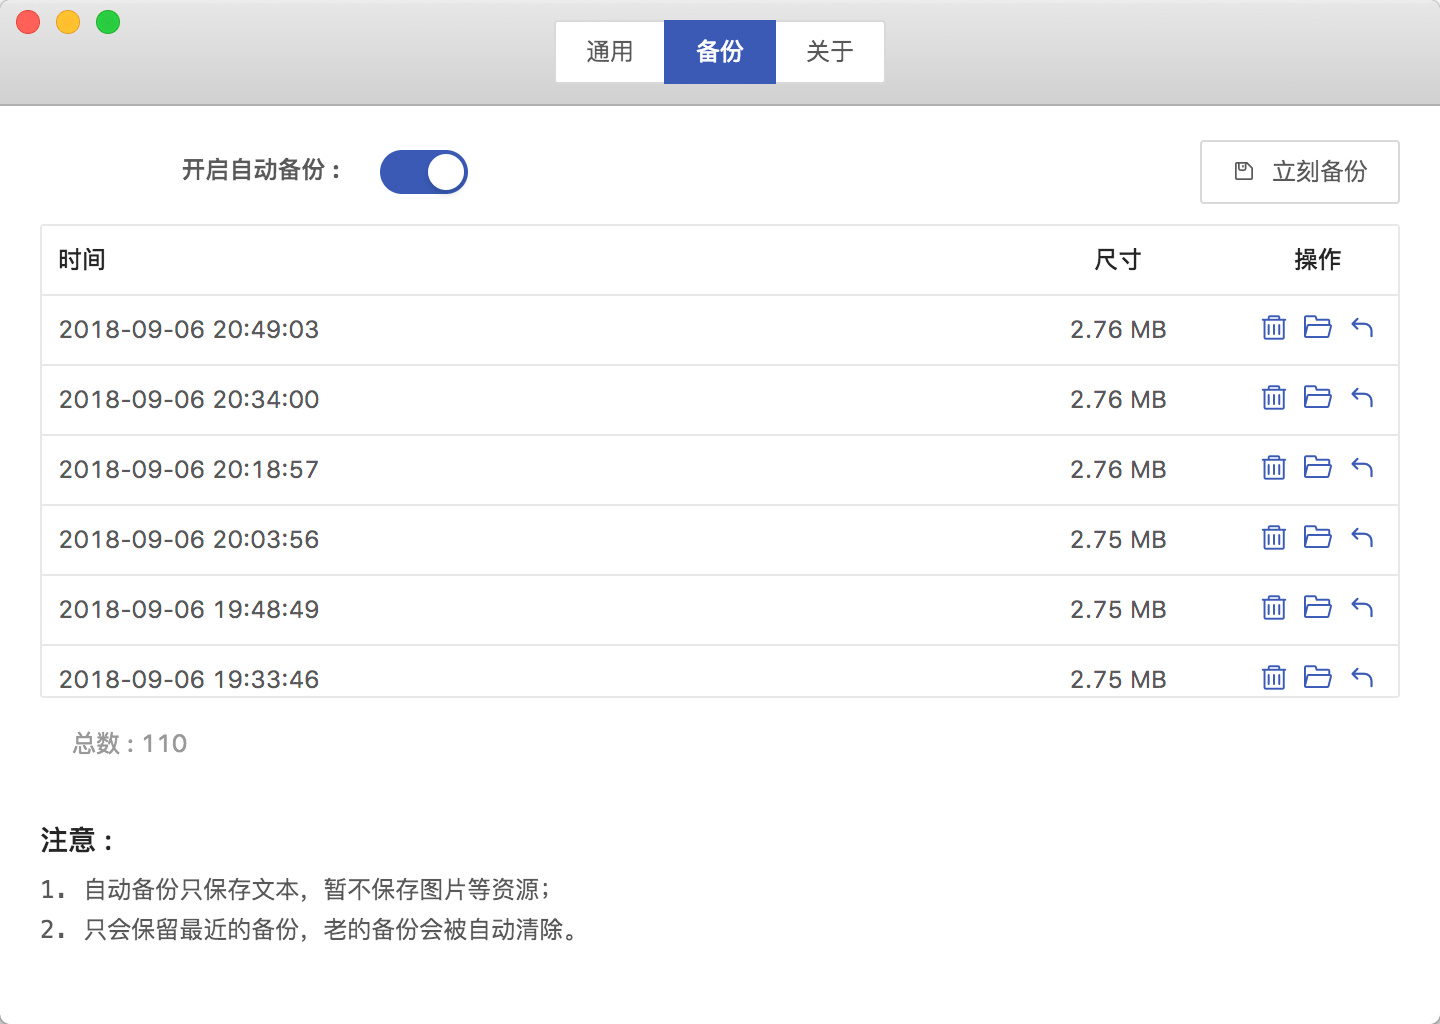 通用 备份 关于
开启自动备份： 立刻备份
时间 尺寸 操作
2018-09-06 20:49:03 2.76 MB
2018-09-06 20:34:00 2.76 MB
2018-09-06 20:18:57 2.76 MB
2018-09-06 20:03:56 2.75 MB
2018-09-06 19:48:49 2.75 MB
2018-09-06 19:33:46 2.75 MB
总数：110
注意：
1. 自动备份只保存文本，暂不保存图片等资源；
2. 只会保留最近的备份，老的备份会被自动清除。